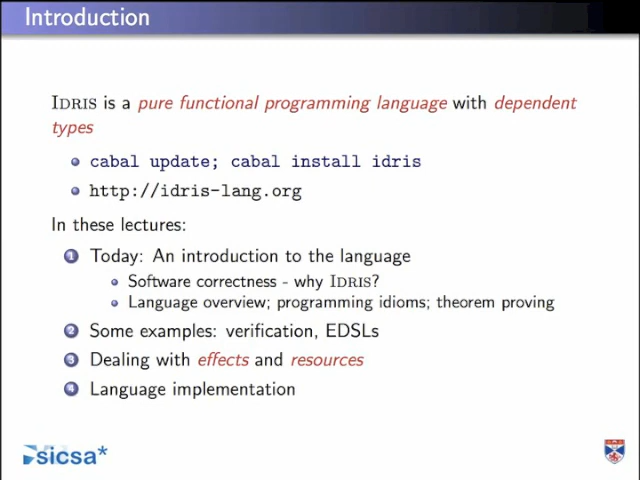 Introduction
IDRIS is a pure functional programming language with dependent
types
cabal update; cabal install idris
http://idris-lang.org
In these lectures:
1 Today: An introduction to the language
Software correctness - why IDRIS?
Language overview; programming idioms; theorem proving
2 Some examples: verification, EDSLs
3 Dealing with effects and resources
4 Language implementation
sicsa*